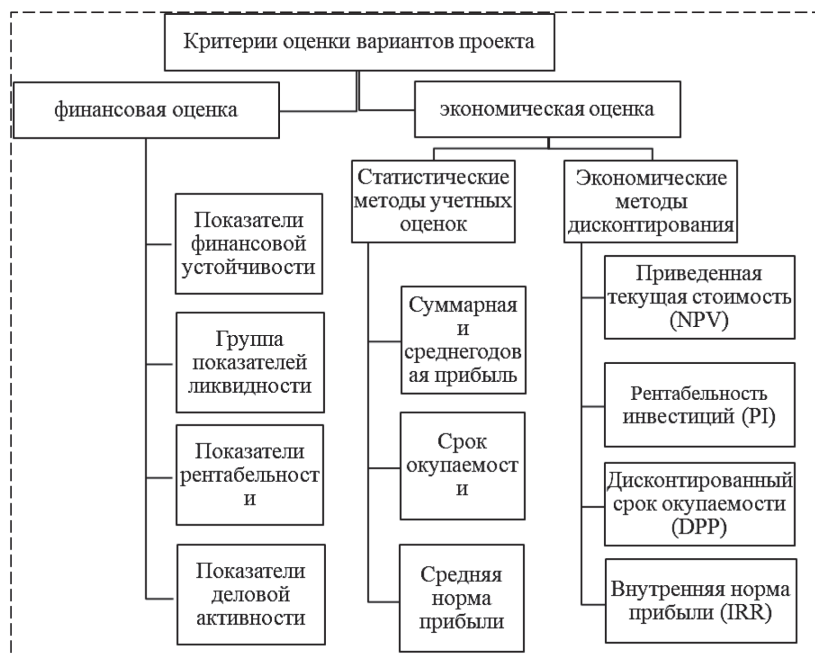 Критерии оценки вариантов проекта
финансовая оценка
экономическая оценка
Показатели
финансовой
устойчивости
Группа
показателей
ликвидности
Показатели
рентабельност
и
Показатели
деловой
активности
Статистические
методы учетных
оценок
Суммарная
и
среднегодов
ая прибыль
Срок
окупаемост
и
Средняя
норма
прибыли
Экономические
методы
дисконтирования
Приведенная
текущая стоимость
(NPV)
Рентабельность
инвестиций (PI)
Дисконтированный
срок окупаемости
(DPP)
Внутренняя норма
прибыли (IRR)